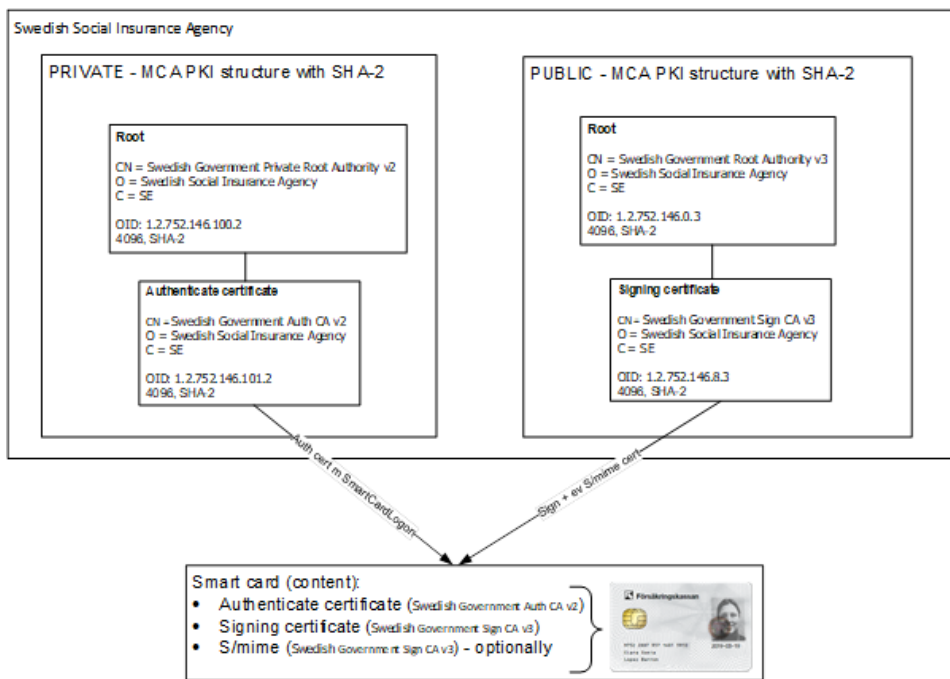 Swedish Social Insurance Agency
PRIVATE - MCA PKI structure with SHA-2
Root
CN = Swedish Government Private Root Authority v2
O = Swedish Social Insurance Agency
C = SE
OID: 1.2.752.146.100.2
4096, SHA-2
Authenticate certificate
CN = Swedish Government Auth CA v2
O = Swedish Social Insurance Agency
C = SE
OID: 1.2.752.146.101.2
4096, SHA-2
PUBLIC - MCA PKI structure with SHA-2
Root
CN = Swedish Government Root Authority v3
O = Swedish Social Insurance Agency
C = SE
OID: 1.2.752.146.0.3
4096, SHA-2
Signing certificate
CN = Swedish Government Sign CA v3
O = Swedish Social Insurance Agency
C = SE
OID: 1.2.752.146.8.3
4096, SHA-2
Auth cert m SmartCardLogon
Sign + ev S/mime cert
Smart card (content):
• Authenticate certificate (Swedish Government Auth CA v2)
• Signing certificate (Swedish Government Sign CA v3)
• S/mime (Swedish Government Sign CA v3) - optionally
Försäkringskassan